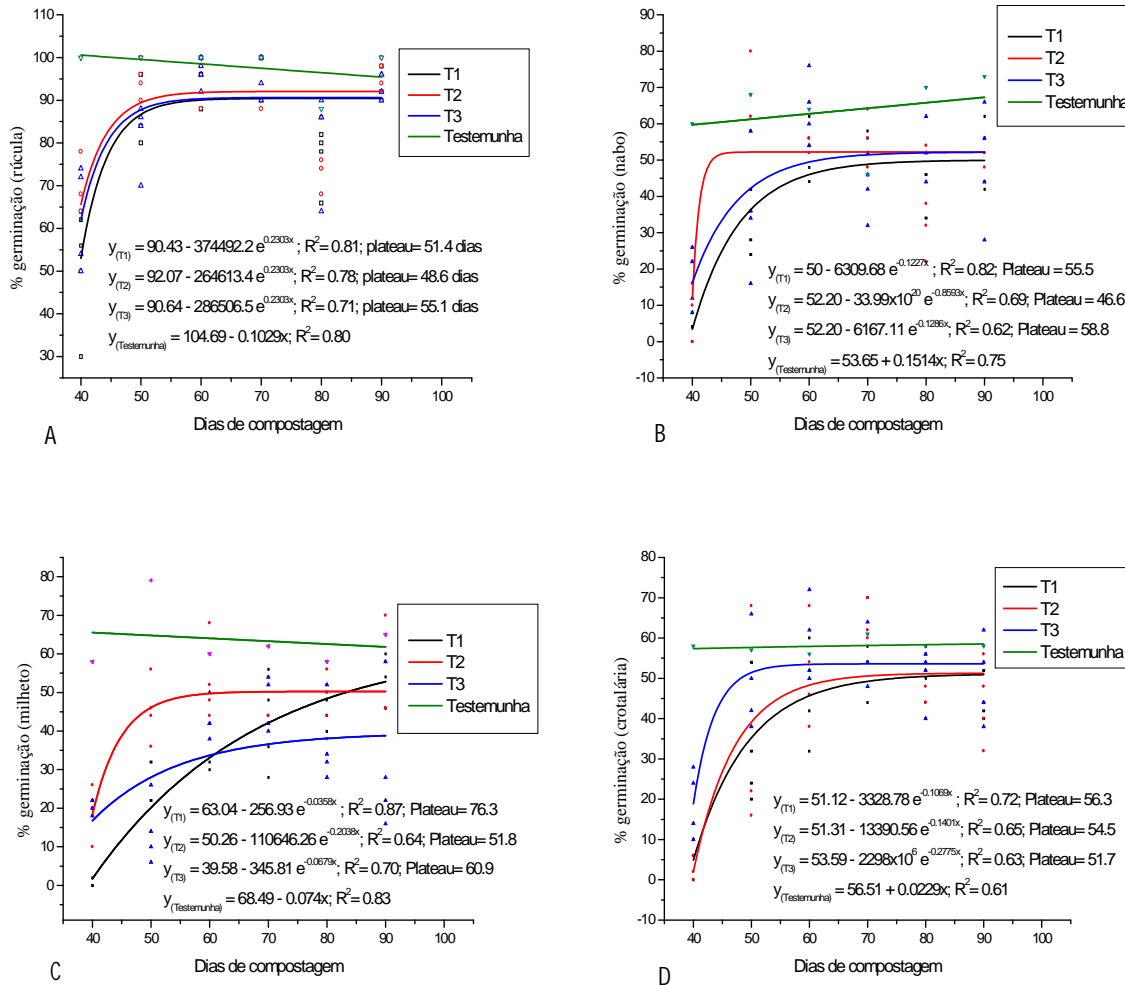 110
100
90
80
70
60
50
40
30
% germinação (rúcula)
T1
T2
T3
Testemunha
y(T1) = 90.43 - 374492.2 e^0.2303x ; R² = 0.81; plateau= 51.4 dias
y(T2) = 92.07 - 264613.4 e^0.2303x; R² = 0.78; plateau= 48.6 dias
y(T3) = 90.64 - 286506.5 e^0.2303x; R² = 0.71; plateau= 55.1 dias
y(Testemunha) = 104.69 - 0.1029x; R² = 0.80
40 50 60 70 80 90 100
Dias de compostagem
A
90
80
70
60
50
40
30
20
10
0
-10
% germinação (nabo)
T1
T2
T3
Testemunha
y(T1) = 50 - 6309.68 e^-0.1227x ; R² = 0.82; Plateau = 55.5
y(T2) = 52.20 - 33.99x10^20 e^-0.8593x; R² = 0.69; Plateau = 46.6
y(T3) = 52.20 - 6167.11 e^-0.1286x; R² = 0.62; Plateau = 58.8
y(Testemunha) = 53.65 + 0.1514x; R² = 0.75
40 50 60 70 80 90 100
Dias de compostagem
B
80
70
60
50
40
30
20
10
0
% germinação (milheto)
T1
T2
T3
Testemunha
y(T1) = 63.04 - 256.93 e^-0.0358x ; R² = 0.87; Plateau= 76.3
y(T2) = 50.26 - 110646.26 e^-0.2038x; R² = 0.64; Plateau= 51.8
y(T3) = 39.58 - 345.81 e^-0.0679x; R² = 0.70; Plateau= 60.9
y(Testemunha) = 68.49 - 0.074x; R² = 0.83
40 50 60 70 80 90 100
Dias de compostagem
C
80
70
60
50
40
30
20
10
0
-10
% germinação (crotalária)
T1
T2
T3
Testemunha
y(T1) = 51.12 - 3328.78 e^-0.1069x ; R² = 0.72; Plateau = 56.3
y(T2) = 51.31 - 13390.56 e^-0.1401x; R² = 0.65; Plateau = 54.5
y(T3) = 53.59 - 2298x10^6 e^-0.2775x; R² = 0.63; Plateau = 51.7
y(Testemunha) = 56.51 + 0.0229x; R² = 0.61
40 50 60 70 80 90 100
Dias de compostagem
D